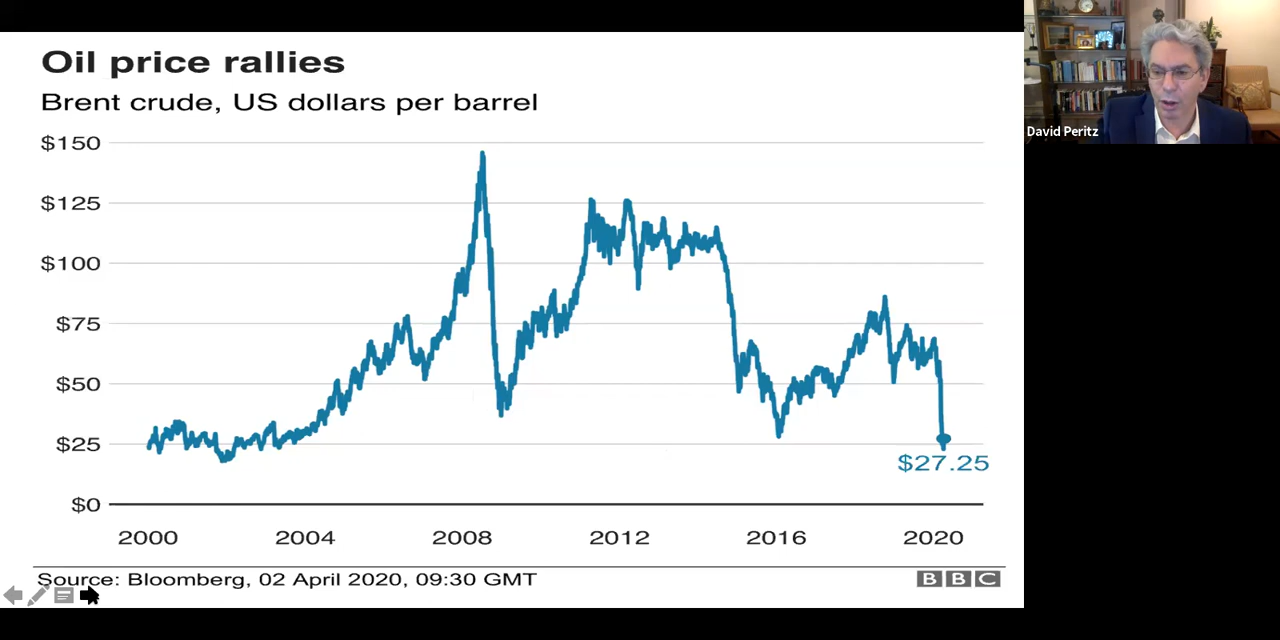 Oil price rallies
Brent crude, US dollars per barrel
$150
$125
$100
$75
$50
$25
$0
$27.25
2000 2004 2008 2012 2016 2020
Source: Bloomberg, 02 April 2020, 09:30 GMT
BBC
David Peritz